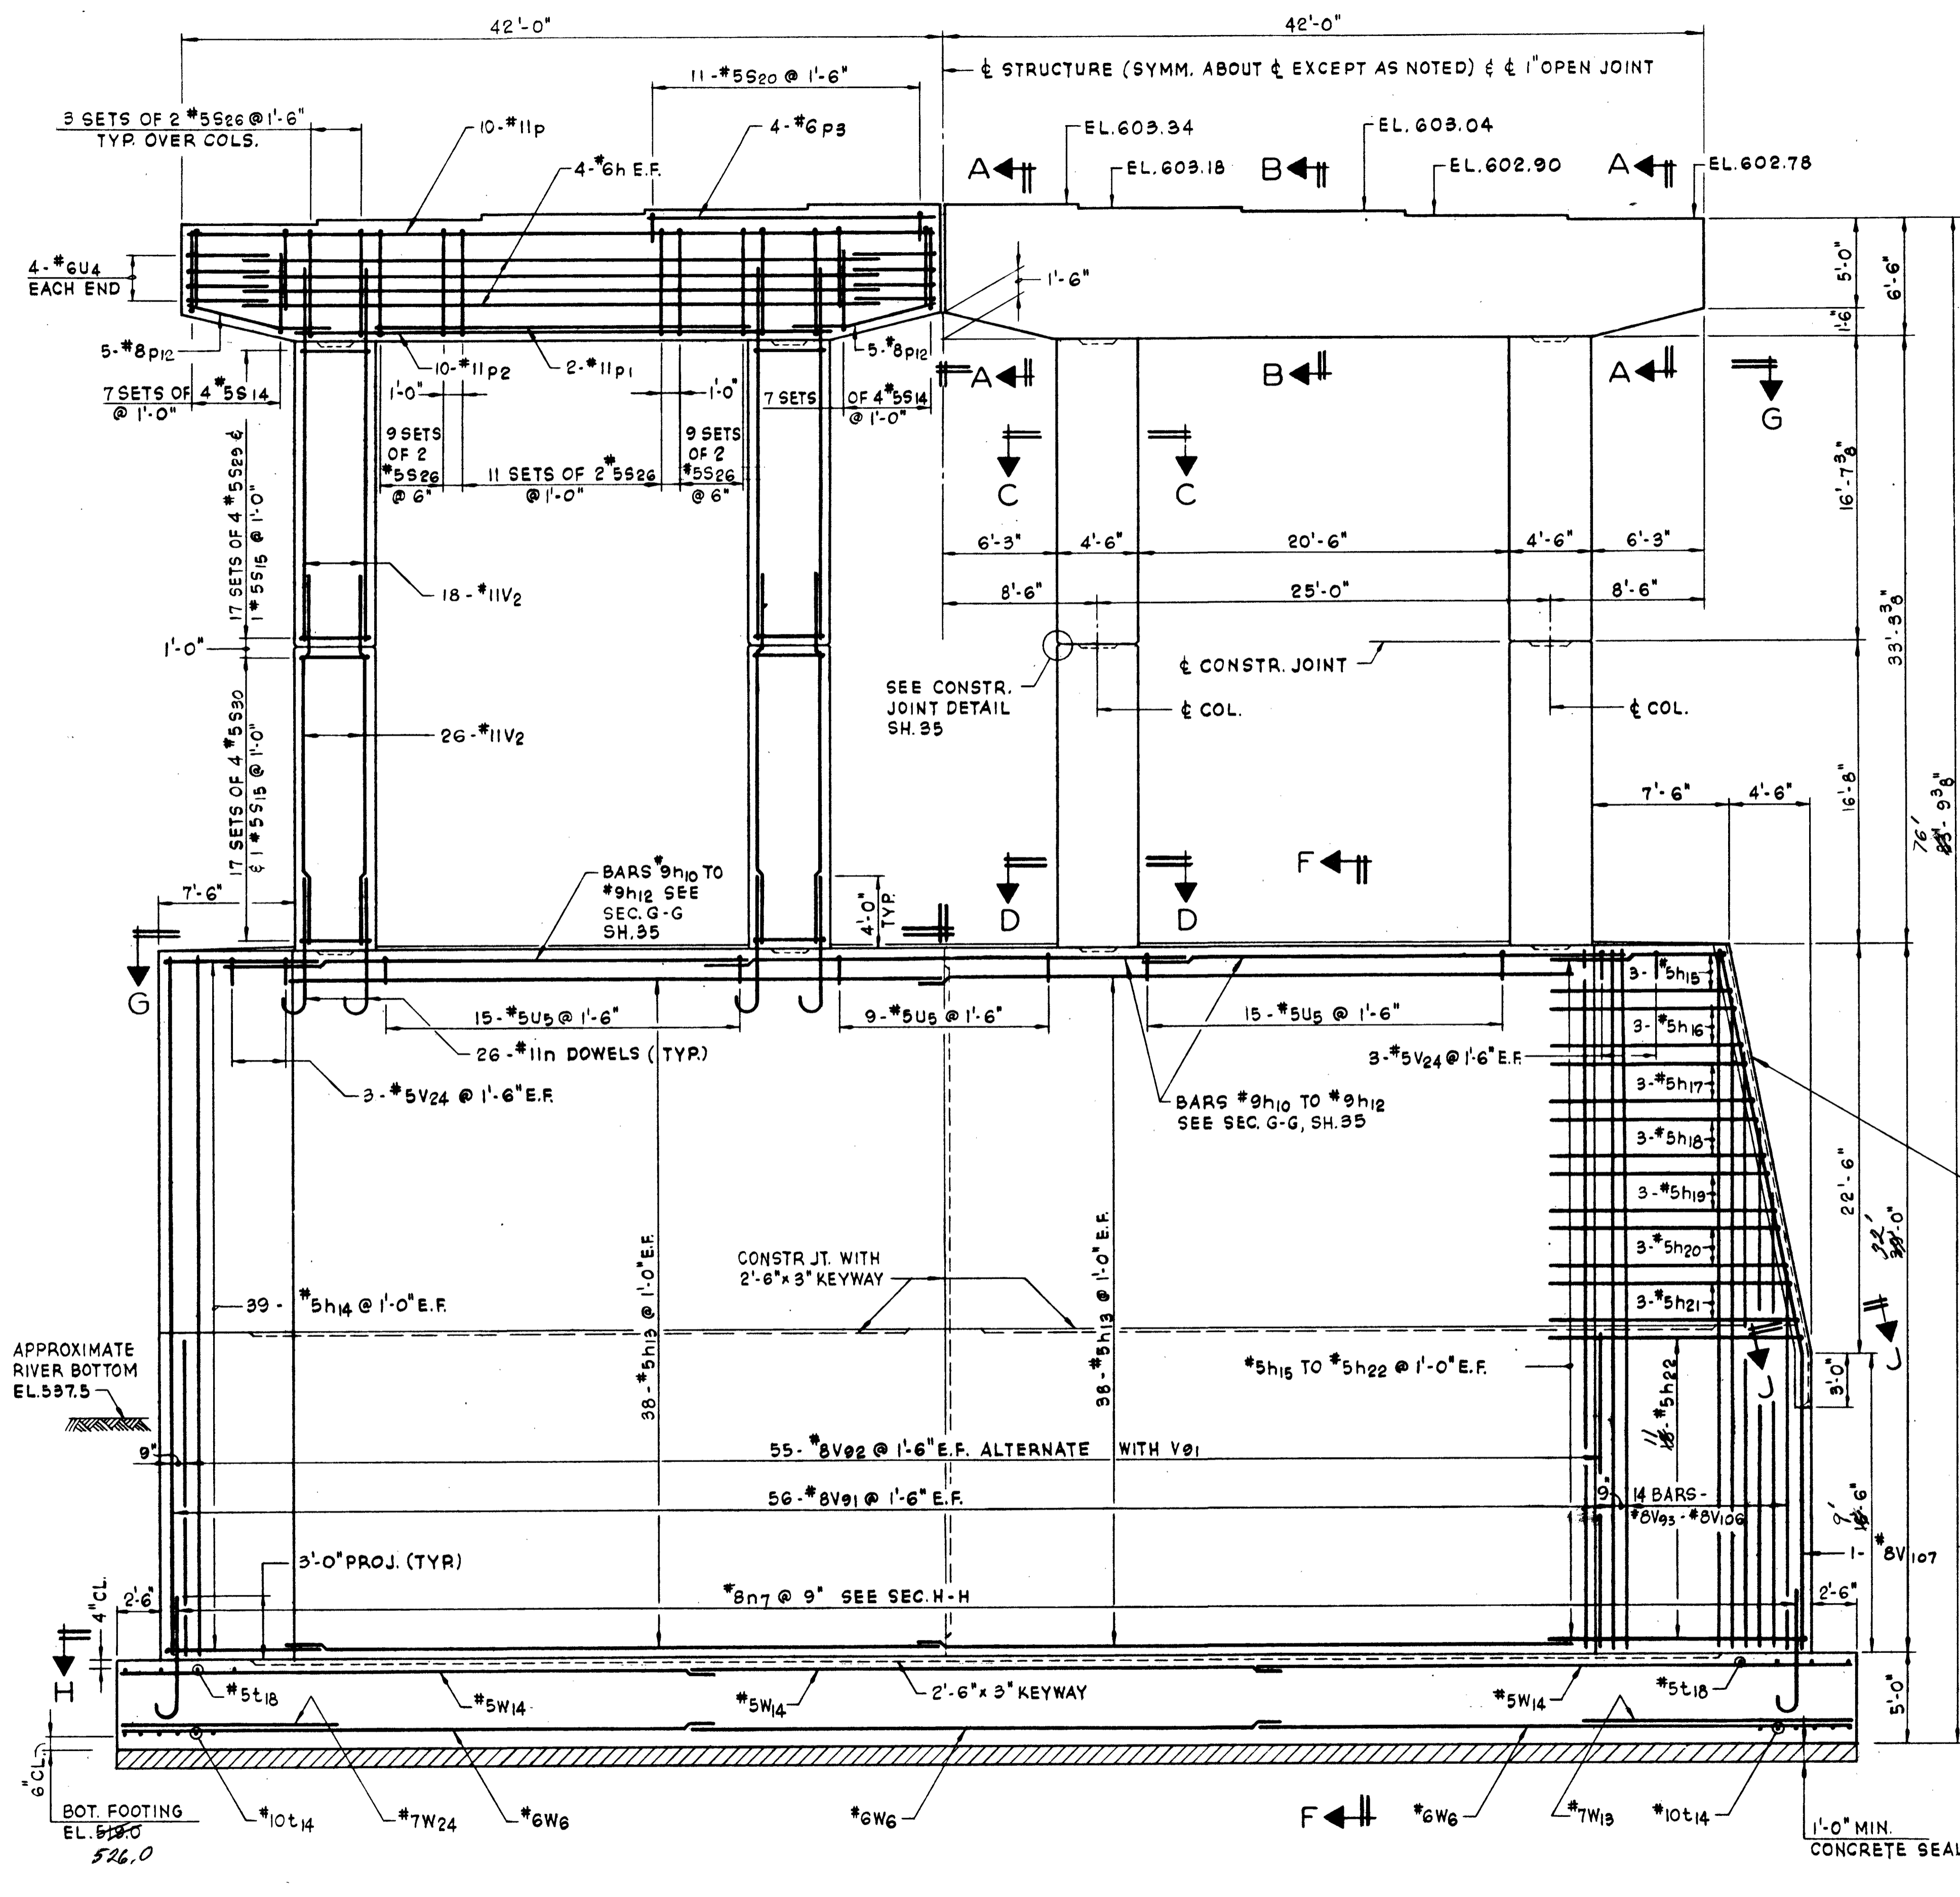 42'-0"
42'-0"
11-#5S20 @ 1'-6"
℄ STRUCTURE (SYMM. ABOUT ℄ EXCEPT AS NOTED) & ℄ 1" OPEN JOINT
3 SETS OF 2 #5S26 @ 1'-6"
TYP. OVER COLS.
10-#11p
4-#6p3
4-#6h E.F.
EL.603.34
EL.603.18
EL.603.04
EL.602.90
EL.602.78
A
B
A
4-#6U4
EACH END
1'-6"
5'-0"
1'-6"
6'-6"
5-#8p12
10-#11p2
2-#11p1
5-#8p12
A
B
A
G
7 SETS OF 4 #5S14
@ 1'-0"
1'-0"
1'-0"
7 SETS OF 4 #5S14
@ 1'-0"
9 SETS
OF 2
#5S26
@ 6"
11 SETS OF 2 #5S26
@ 1'-0"
9 SETS
OF 2
#5S26
@ 6"
C
C
17 SETS OF 4 #5S29 &
1 #5S15 @ 1'-0"
16'-7 3/8"
6'-3"
4'-6"
20'-6"
4'-6"
6'-3"
8'-6"
25'-0"
8'-6"
18-#11V2
1'-0"
33'-3 3/8"
℄ CONSTR. JOINT
SEE CONSTR.
JOINT DETAIL
SH.35
℄ COL.
℄ COL.
26-#11V2
17 SETS OF 4 #5S30
& 1 #5S15 @ 1'-0"
16'-8"
7'-6"
4'-6"
76'
83'-9 3/8"
BARS #9h10 TO
#9h12 SEE
SEC. G-G
SH.35
7'-6"
4'-0"
TYP.
D
D
F
G
15-#5U5 @ 1'-6"
9-#5U5 @ 1'-6"
15-#5U5 @ 1'-6"
26-#11n DOWELS (TYP.)
3-#5V24 @ 1'-6" E.F.
3-#5V24 @ 1'-6" E.F.
BARS #9h10 TO #9h12
SEE SEC. G-G, SH.35
3-#5h15
3-#5h16
3-#5h17
3-#5h18
3-#5h19
3-#5h20
3-#5h21
22'-6"
32'
39'-0"
CONSTR. JT. WITH
2'-6" x 3" KEYWAY
39-#5h14 @ 1'-0" E.F.
38-#5h13 @ 1'-0" E.F.
38-#5h13 @ 1'-0" E.F.
#5h15 TO #5h22 @ 1'-0" E.F.
11
18-#5h22
J
J
3'-0"
APPROXIMATE
RIVER BOTTOM
EL.537.5
9"
55-#8V92 @ 1'-6" E.F. ALTERNATE WITH V91
56-#8V91 @ 1'-6" E.F.
9"
14 BARS-
#8V93-#8V106
9'
16'-6"
1-#8V107
3'-0" PROJ. (TYP.)
#8n7 @ 9" SEE SEC. H-H
4" CL.
2'-6"
2'-6"
H
#5t18
#5W14
#5W14
2'-6" x 3" KEYWAY
#5W14
#5t18
5'-0"
6" CL.
BOT. FOOTING
EL.519.0
526.0
#10t14
#7W24
#6W6
#6W6
F
#6W6
#7W13
#10t14
1'-0" MIN.
CONCRETE SEAL